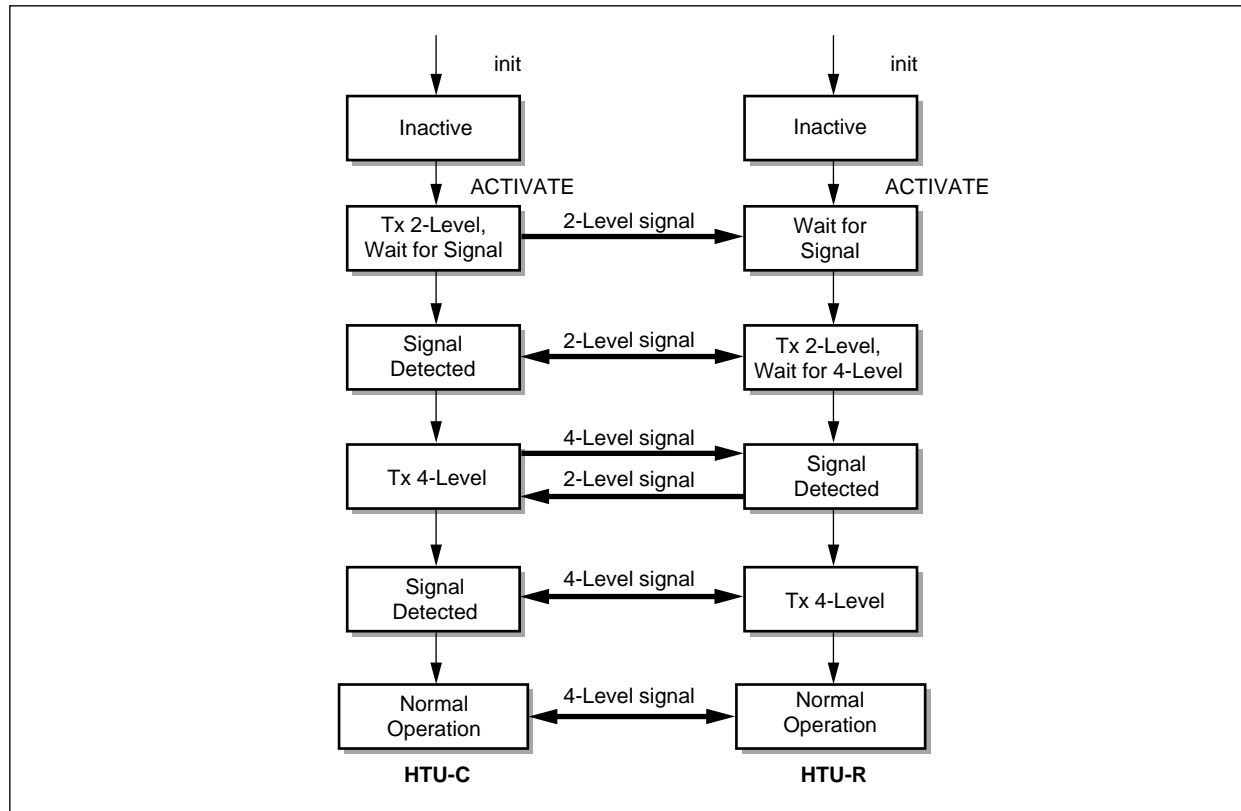 init
init
Inactive
Inactive
ACTIVATE
ACTIVATE
Tx 2-Level,
Wait for Signal
2-Level signal
Wait for
Signal
Signal
Detected
2-Level signal
Tx 2-Level,
Wait for 4-Level
Tx 4-Level
4-Level signal
2-Level signal
Signal
Detected
Signal
Detected
4-Level signal
Tx 4-Level
Normal
Operation
4-Level signal
Normal
Operation
HTU-C
HTU-R